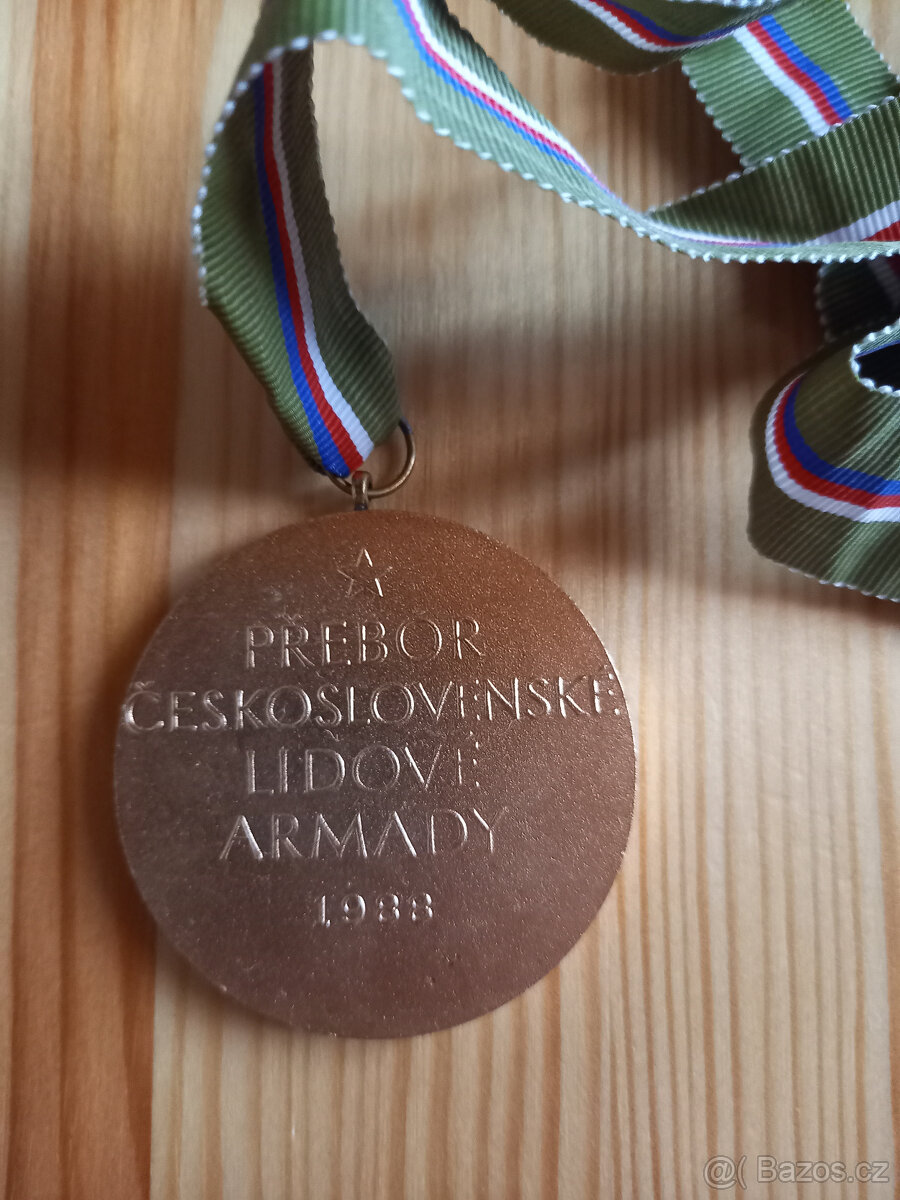 PŘEBOR
ČESKOSLOVENSKÉ
LIDOVÉ
ARMÁDY
1988
@( Bazos.cz